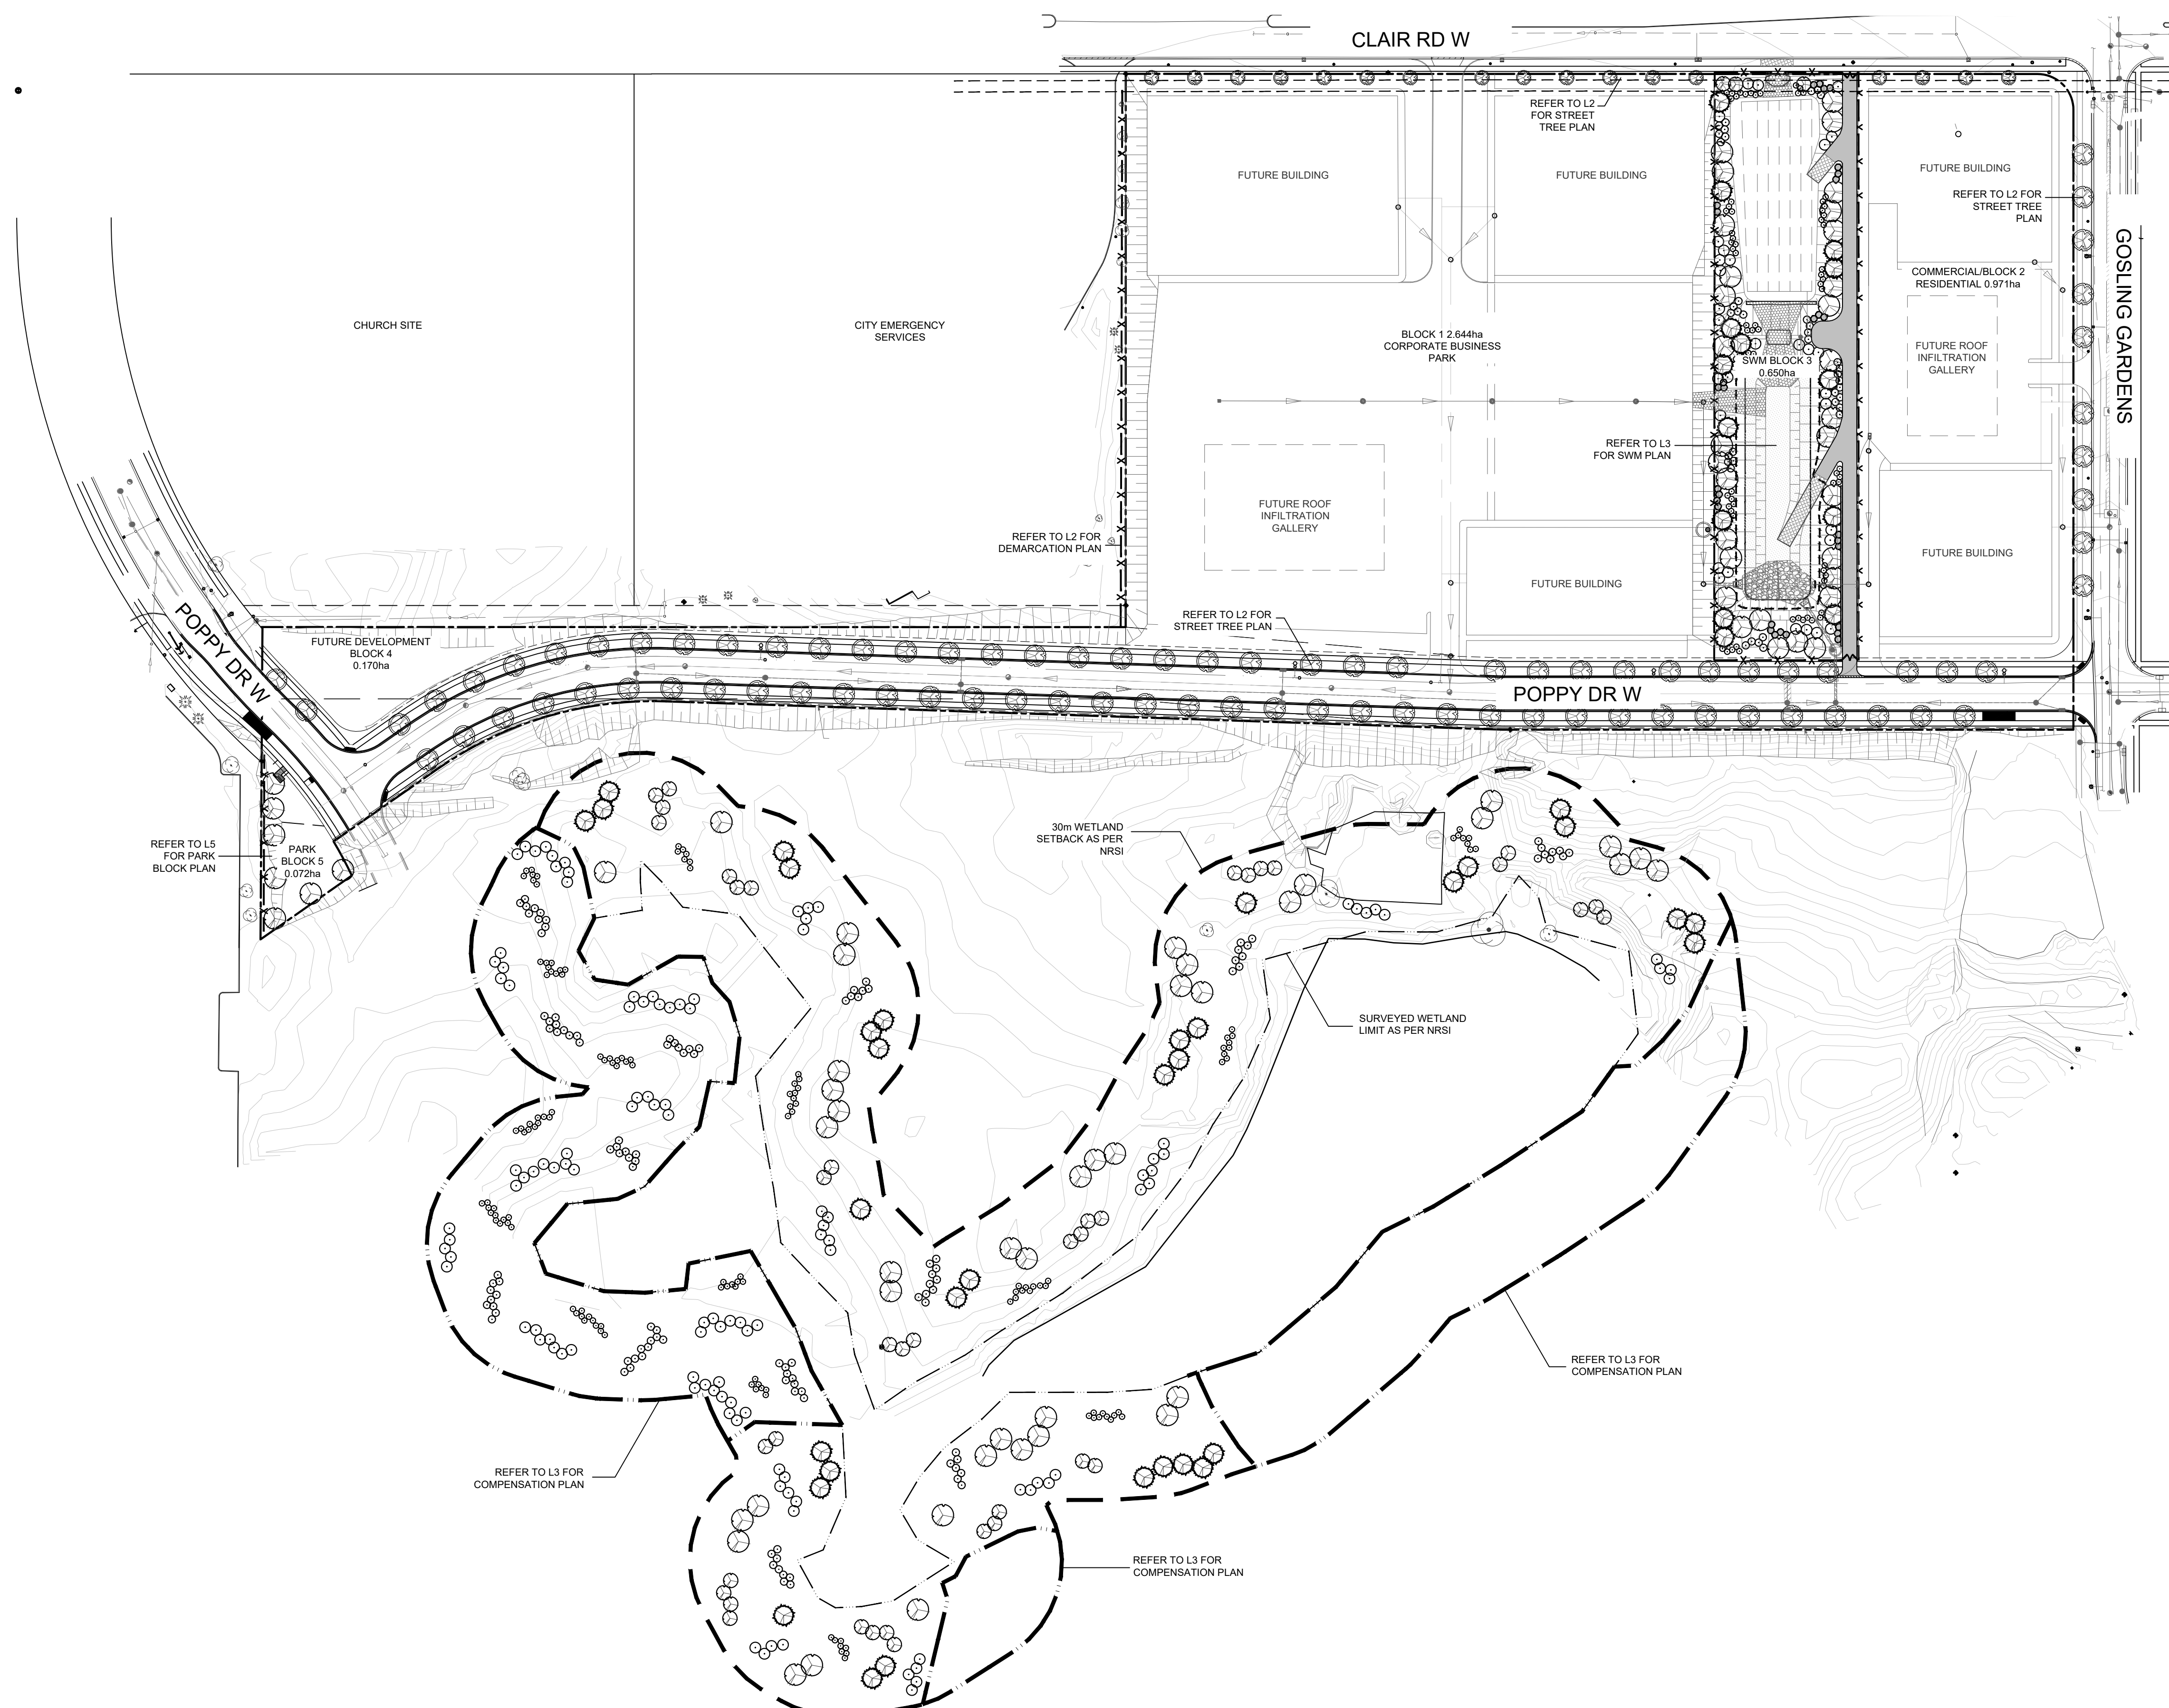 CLAIR RD W
REFER TO L2
FOR STREET
TREE PLAN
FUTURE BUILDING
FUTURE BUILDING
FUTURE BUILDING
REFER TO L2 FOR
STREET TREE
PLAN
GOSLING GARDENS
COMMERCIAL/BLOCK 2
RESIDENTIAL 0.971ha
CHURCH SITE
CITY EMERGENCY
SERVICES
BLOCK 1 2.644ha
CORPORATE BUSINESS
PARK
SWM BLOCK 3
0.650ha
FUTURE ROOF
INFILTRATION
GALLERY
REFER TO L3
FOR SWM PLAN
FUTURE ROOF
INFILTRATION
GALLERY
REFER TO L2 FOR
DEMARCATION PLAN
FUTURE BUILDING
FUTURE BUILDING
REFER TO L2 FOR
STREET TREE PLAN
POPPY DR W
FUTURE DEVELOPMENT
BLOCK 4
0.170ha
POPPY DR W
REFER TO L5
FOR PARK
BLOCK PLAN
PARK
BLOCK 5
0.072ha
30m WETLAND
SETBACK AS PER
NRSI
SURVEYED WETLAND
LIMIT AS PER NRSI
REFER TO L3 FOR
COMPENSATION PLAN
REFER TO L3 FOR
COMPENSATION PLAN
REFER TO L3 FOR
COMPENSATION PLAN